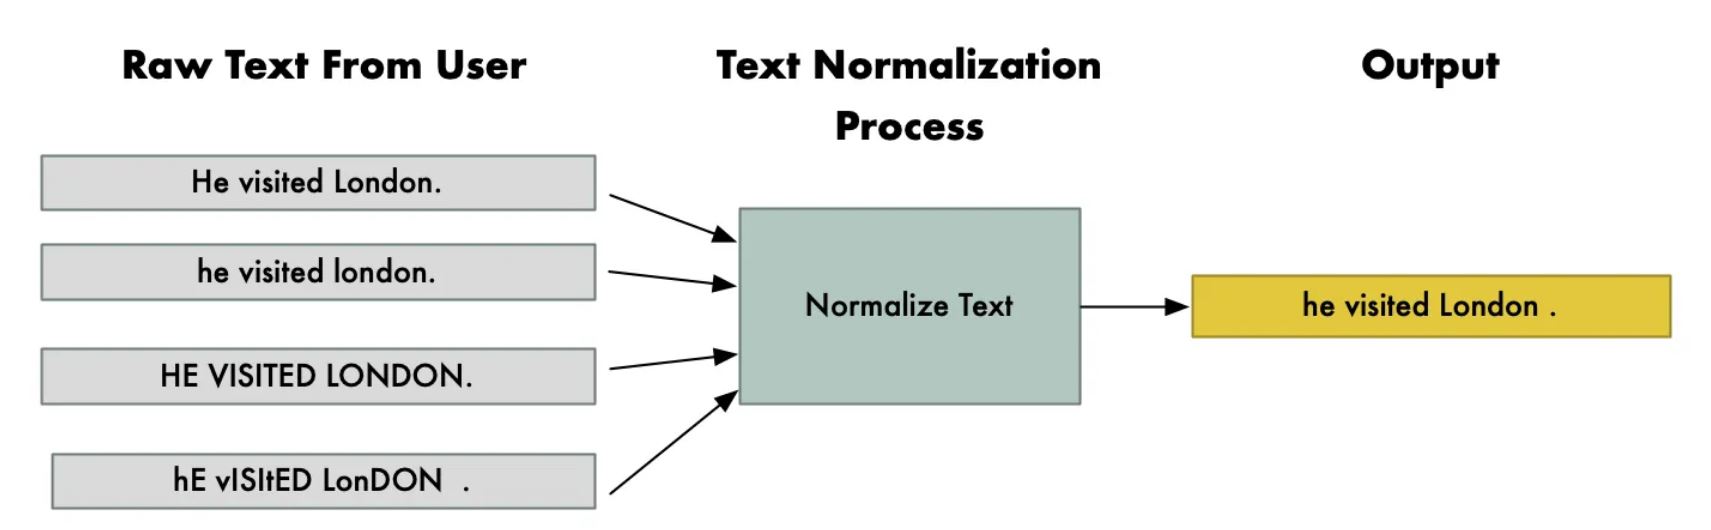 Raw Text From User
Text Normalization
Process
Output
He visited London.
he visited london.
HE VISITED LONDON.
hE vISItED LonDON  .
Normalize Text
he visited London .